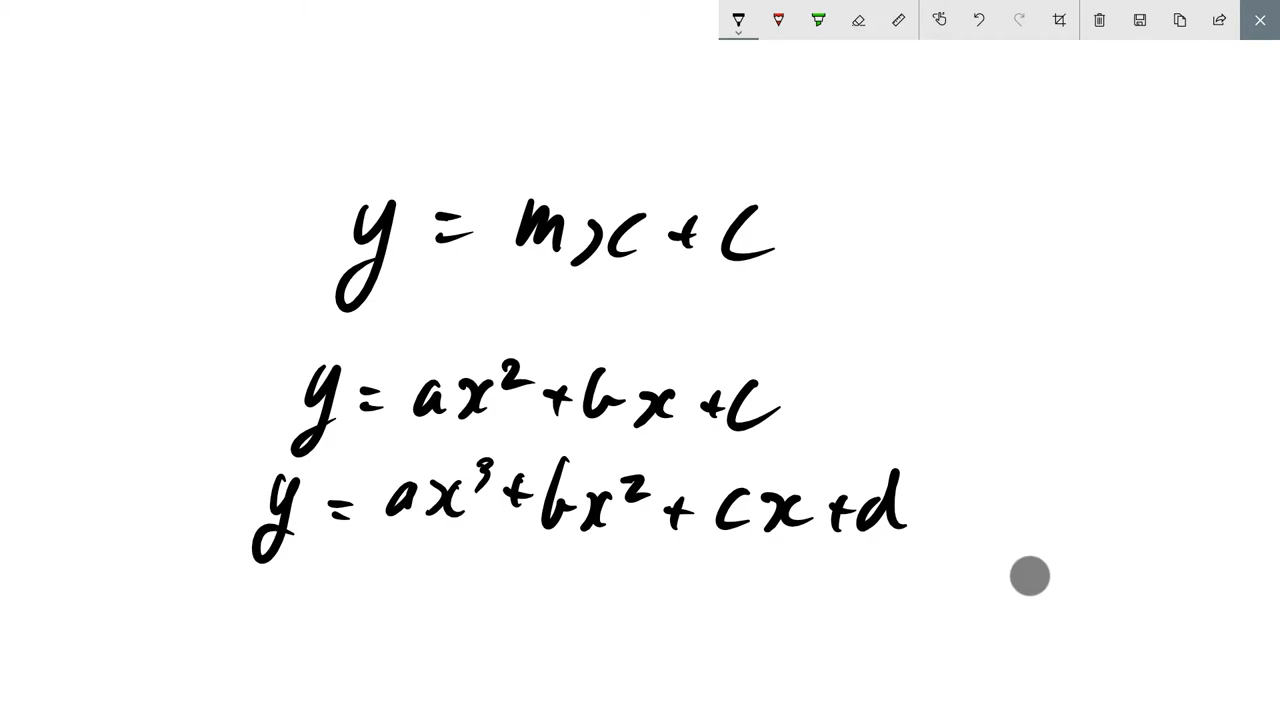 y = mx + c
y = ax² + bx + c
y = ax³ + bx² + cx + d